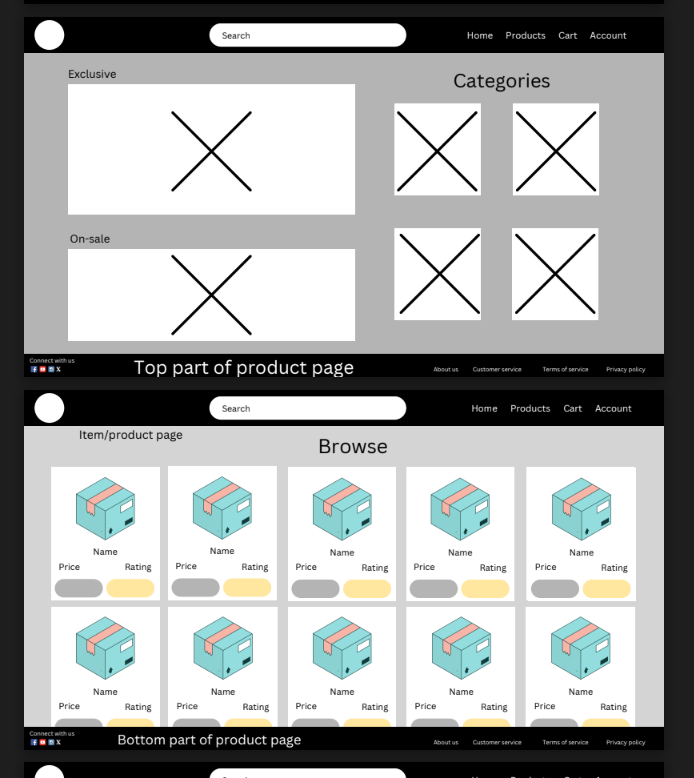 Search
Home Products Cart Account
Exclusive
Categories
On-sale
Connect with us
Top part of product page
About us Customer service Terms of service Privacy policy
Search
Home Products Cart Account
Item/product page
Browse
Name Name Name Name Name
Price Rating Price Rating Price Rating Price Rating Price Rating
Name Name Name Name Name
Price Rating Price Rating Price Rating Price Rating Price Rating
Connect with us
Bottom part of product page
About us Customer service Terms of service Privacy policy